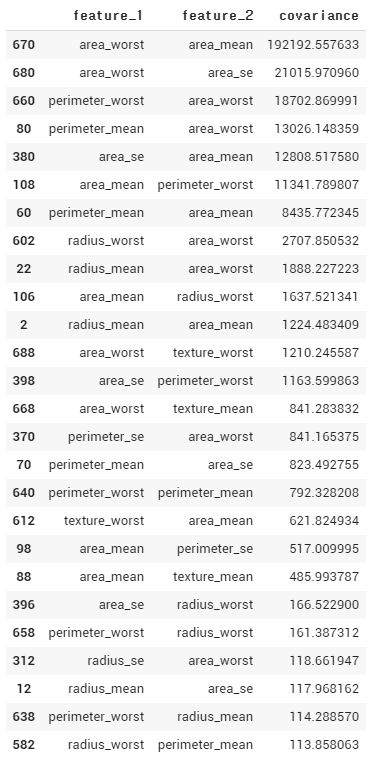 feature_1 feature_2 covariance
670 area_worst area_mean 192192.557633
680 area_worst area_se 21015.970960
660 perimeter_worst area_worst 18702.869991
80 perimeter_mean area_worst 13026.148359
380 area_se area_mean 12808.517580
108 area_mean perimeter_worst 11341.789807
60 perimeter_mean area_mean 8435.772345
602 radius_worst area_worst 2707.850532
22 radius_mean area_worst 1888.227223
106 area_mean radius_worst 1637.521341
2 radius_mean area_mean 1224.483409
688 area_worst texture_worst 1210.245587
398 area_se perimeter_worst 1163.599863
668 area_worst texture_mean 841.283832
370 perimeter_se area_worst 841.165375
70 perimeter_mean area_se 823.492755
640 perimeter_worst perimeter_mean 792.328208
612 texture_worst area_mean 621.824934
98 area_mean perimeter_se 517.009995
88 area_mean texture_mean 485.993787
396 area_se radius_worst 166.522900
658 perimeter_worst radius_worst 161.387312
312 radius_se area_worst 118.661947
12 radius_mean area_se 117.968162
638 perimeter_worst radius_mean 114.288570
582 radius_worst perimeter_mean 113.858063